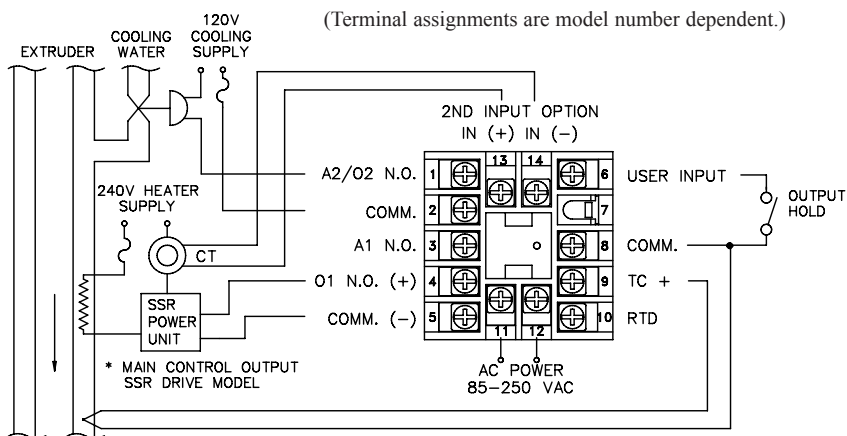 (Terminal assignments are model number dependent.)
EXTRUDER
COOLING
WATER
120V
COOLING
SUPPLY
2ND INPUT OPTION
IN (+) IN (-)
13 14
A2/O2 N.O. 1
6 USER INPUT
OUTPUT
HOLD
240V HEATER
SUPPLY
COMM. 2
7
CT
A1 N.O. 3
8 COMM.
O1 N.O. (+) 4
9 TC +
SSR
POWER
UNIT
COMM. (-) 5
10 RTD
11 12
* MAIN CONTROL OUTPUT
SSR DRIVE MODEL
AC POWER
85-250 VAC